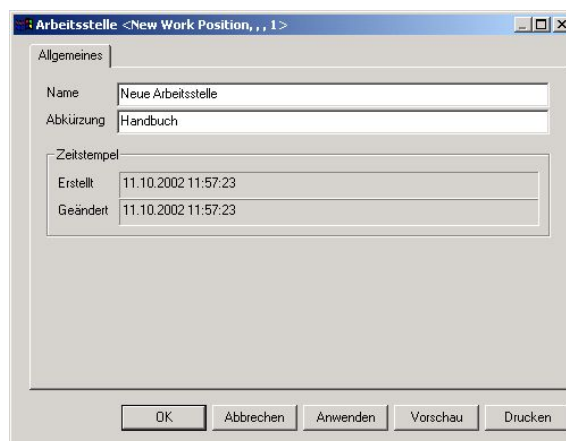 Arbeitsstelle <New Work Position, , , 1>
Allgemeines
Name Neue Arbeitsstelle
Abkürzung Handbuch
Zeitstempel
Erstellt 11.10.2002 11:57:23
Geändert 11.10.2002 11:57:23
OK Abbrechen Anwenden Vorschau Drucken